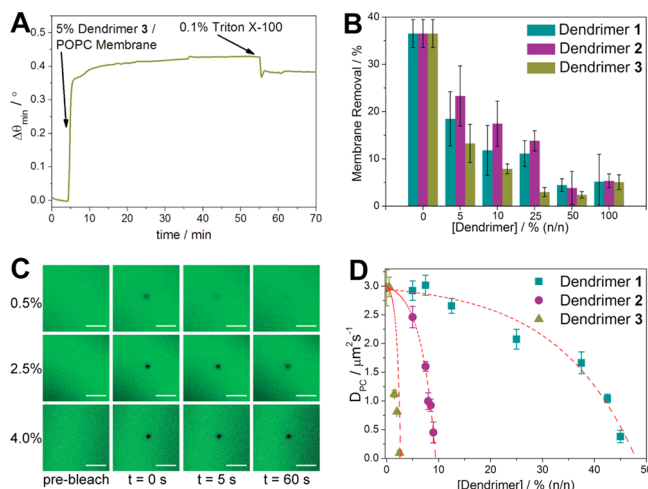 A
5% Dendrimer 3 /
POPC Membrane
0.1% Triton X-100
Δθmin / °
0.5
0.4
0.3
0.2
0.1
0.0
0 10 20 30 40 50 60 70
time / min
B
Dendrimer 1
Dendrimer 2
Dendrimer 3
Membrane Removal / %
40
30
20
10
0
0 5 10 25 50 100
[Dendrimer] / % (n/n)
C
0.5%
2.5%
4.0%
pre-bleach t = 0 s t = 5 s t = 60 s
D
Dendrimer 1
Dendrimer 2
Dendrimer 3
DPC / μm²s⁻¹
3.0
2.5
2.0
1.5
1.0
0.5
0.0
0 10 20 30 40 50
[Dendrimer] / % (n/n)